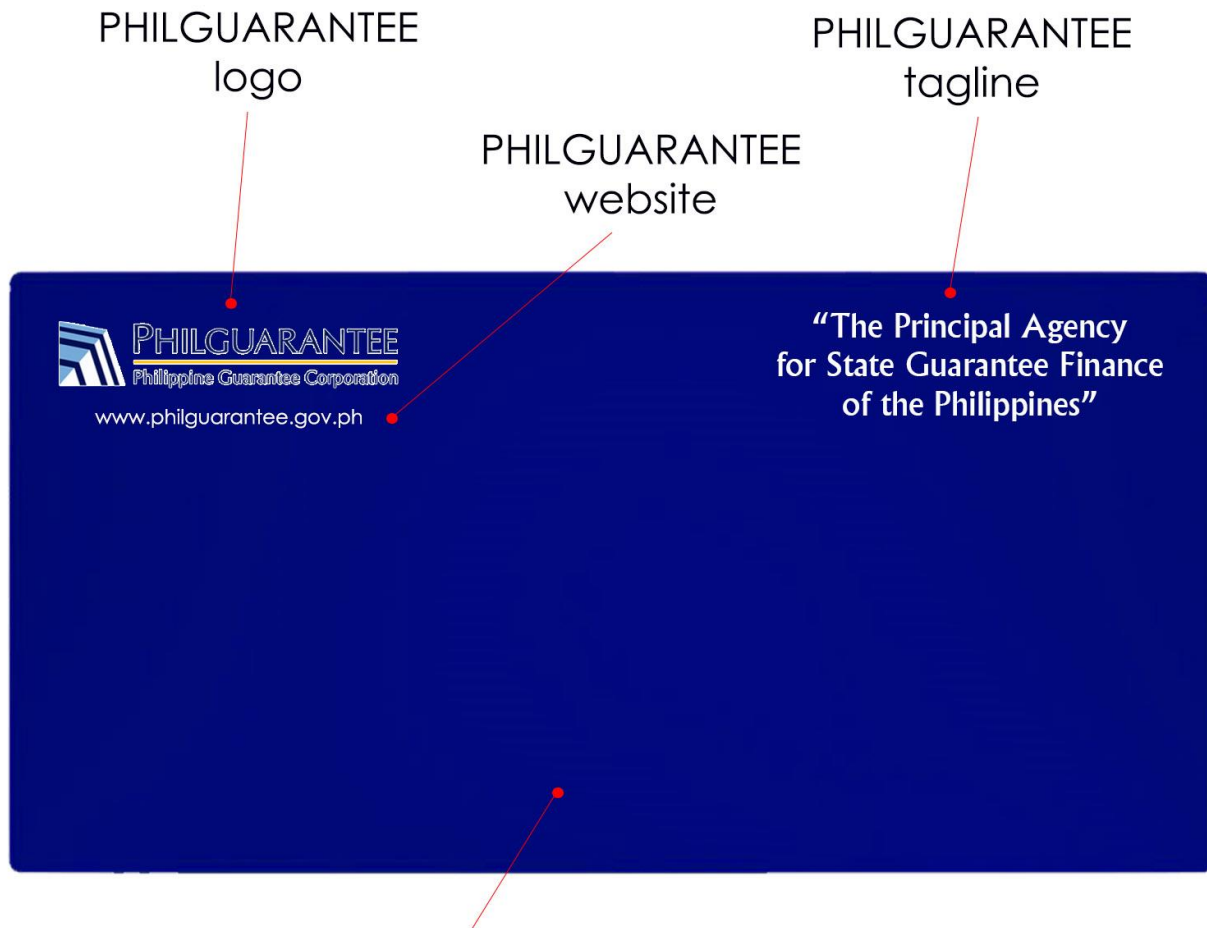 PHILGUARANTEE
logo
PHILGUARANTEE
tagline
PHILGUARANTEE
website
PHILGUARANTEE
Philippine Guarantee Corporation
www.philguarantee.gov.ph
“The Principal Agency
for State Guarantee Finance
of the Philippines”